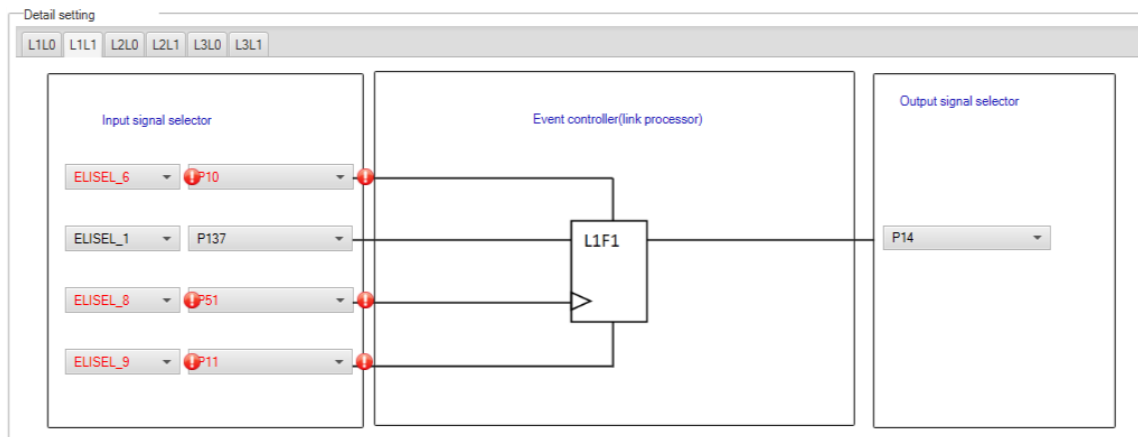 Detail setting
L1L0 L1L1 L2L0 L2L1 L3L0 L3L1
Input signal selector
Event controller(link processor)
Output signal selector
ELISEL_6 P10
ELISEL_1 P137
L1F1
P14
ELISEL_8 P51
ELISEL_9 P11